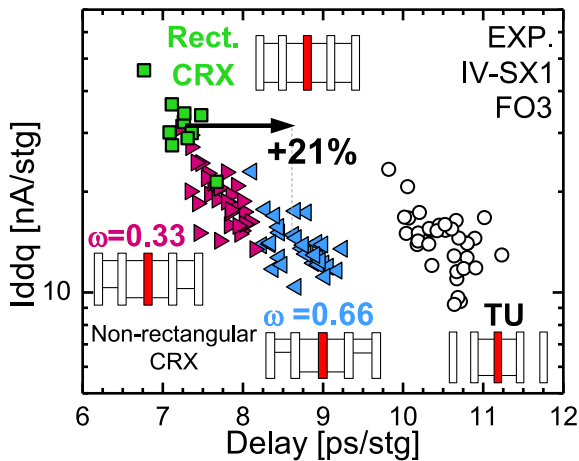 Rect.
CRX
EXP.
IV-SX1
FO3
+21%
Iddq [nA/stg]
10
ω=0.33
ω =0.66
TU
Non-rectangular
CRX
6 7 8 9 10 11 12
Delay [ps/stg]